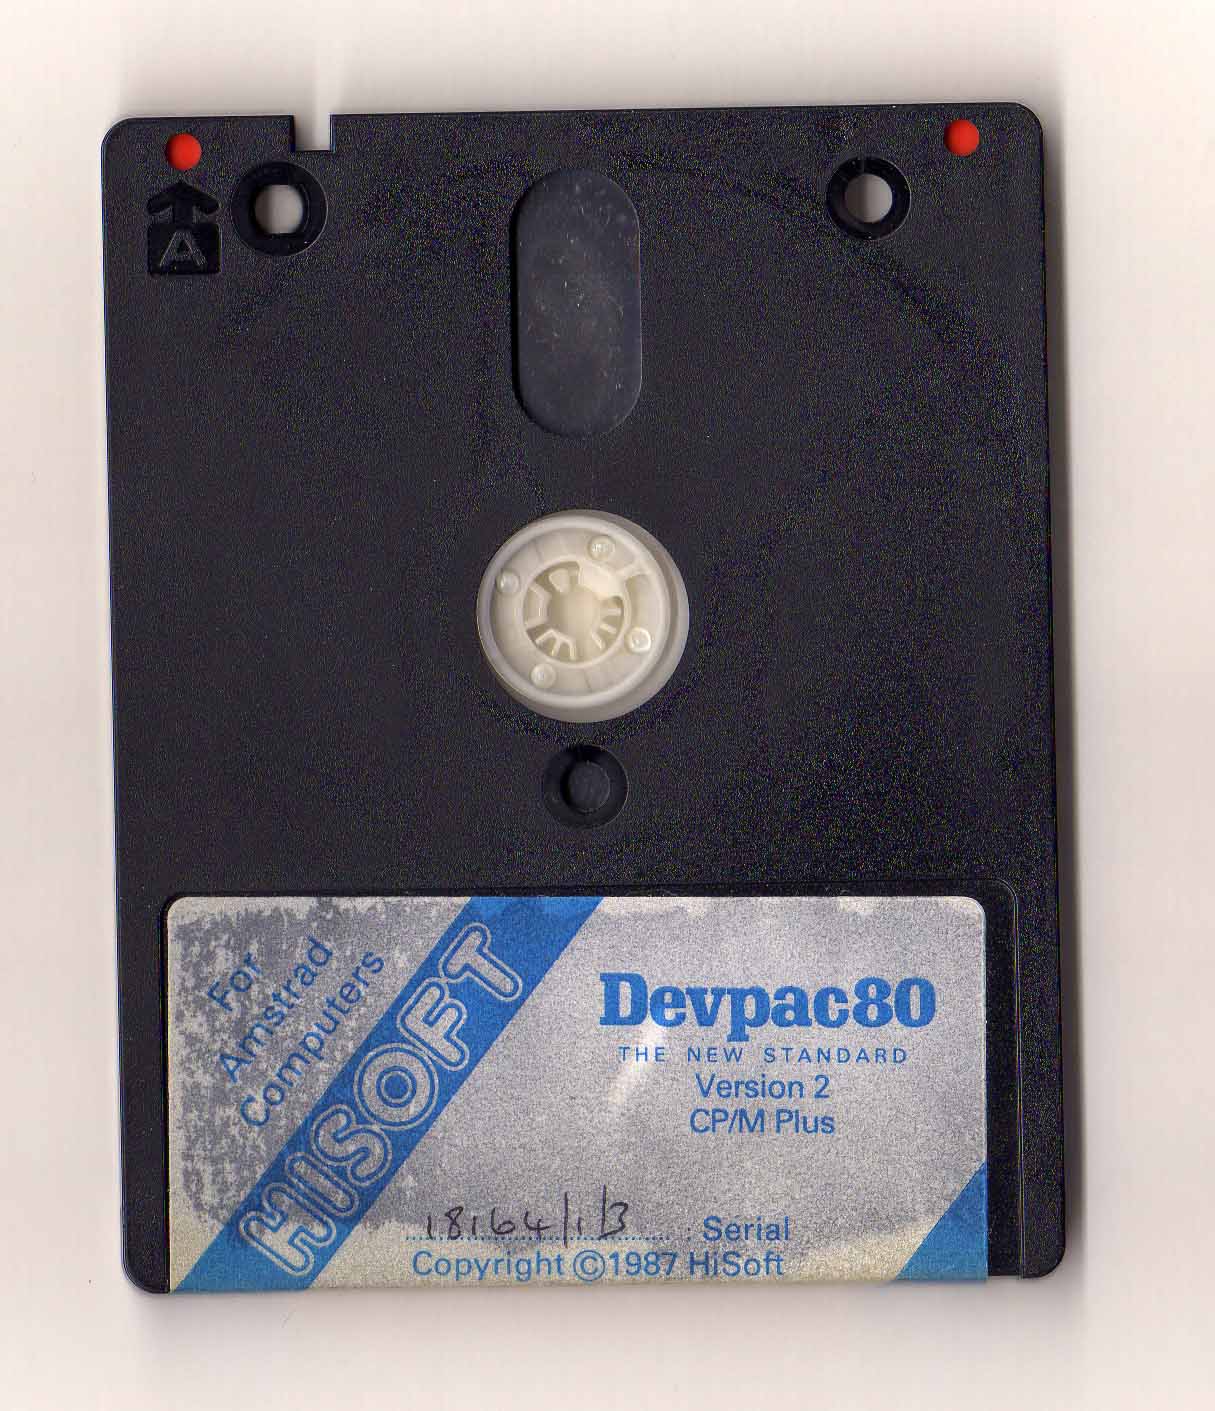 A
For
Amstrad
Computers
HISOFT
Devpac80
THE NEW STANDARD
Version 2
CP/M Plus
18164/1/3 Serial
Copyright ©1987 HiSoft